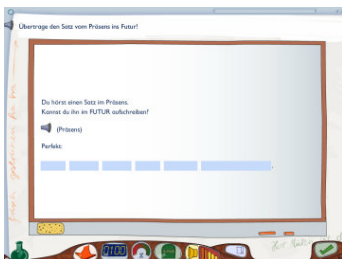 Übertrage den Satz vom Präsens ins Futur!
Du hörst einen Satz im Präsens.
Kannst du ihn im FUTUR aufschreiben?
(Präsens)
Perfekt: